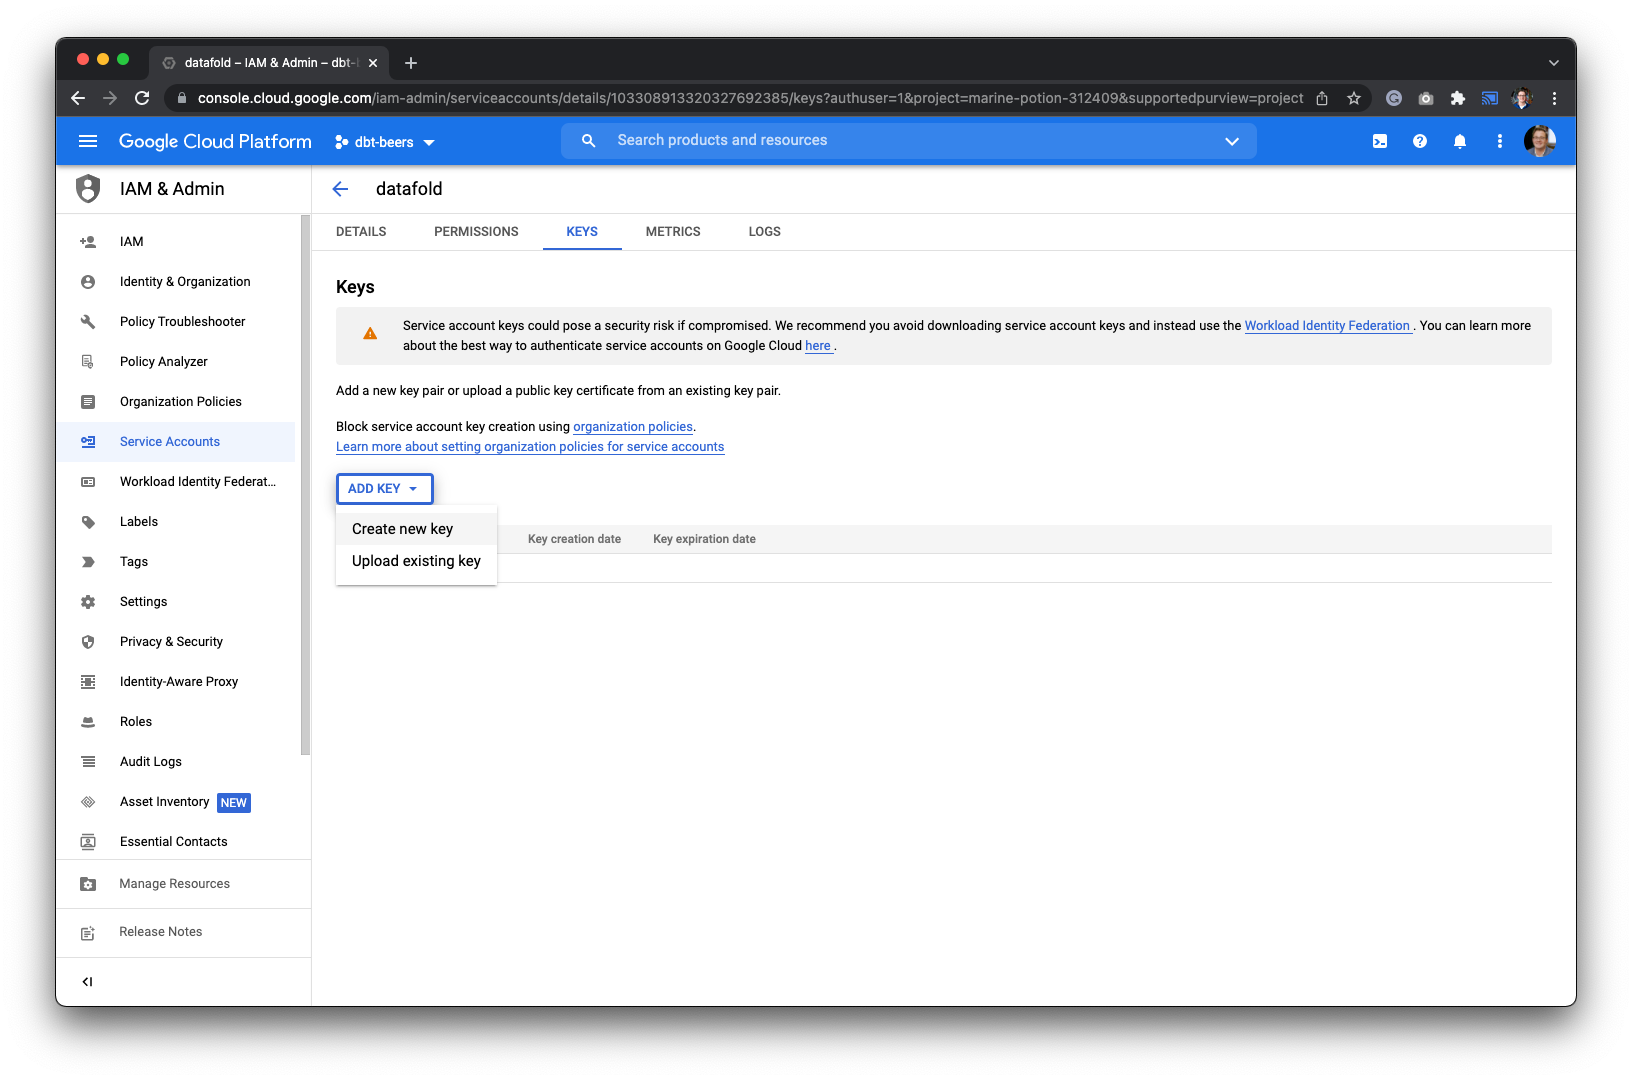 datafold – IAM & Admin – dbt-
console.cloud.google.com/iam-admin/serviceaccounts/details/103308913320327692385/keys?authuser=1&project=marine-potion-312409&supportedpurview=project
Google Cloud Platform
dbt-beers
Search products and resources
IAM & Admin
IAM
Identity & Organization
Policy Troubleshooter
Policy Analyzer
Organization Policies
Service Accounts
Workload Identity Federat...
Labels
Tags
Settings
Privacy & Security
Identity-Aware Proxy
Roles
Audit Logs
Asset Inventory NEW
Essential Contacts
Manage Resources
Release Notes
datafold
DETAILS PERMISSIONS KEYS METRICS LOGS
Keys
Service account keys could pose a security risk if compromised. We recommend you avoid downloading service account keys and instead use the Workload Identity Federation . You can learn more
about the best way to authenticate service accounts on Google Cloud here .
Add a new key pair or upload a public key certificate from an existing key pair.
Block service account key creation using organization policies.
Learn more about setting organization policies for service accounts
ADD KEY
Create new key
Upload existing key
Key creation date Key expiration date